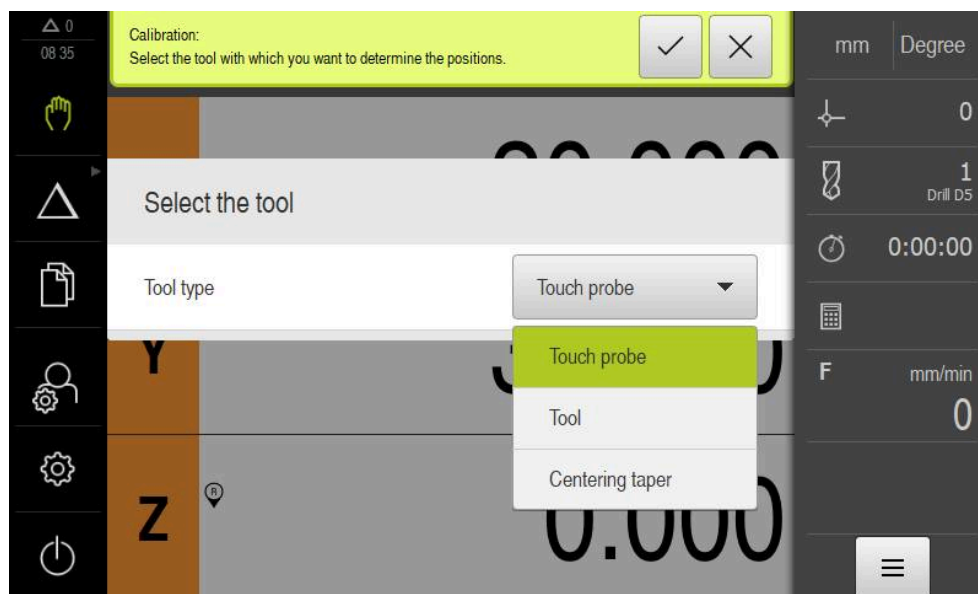 0
08 35
Calibration:
Select the tool with which you want to determine the positions.
mm Degree
0
1
Drill D5
0:00:00
Select the tool
Tool type
Touch probe
Touch probe
Tool
Centering taper
Y
Z
R
0.000
F mm/min
0